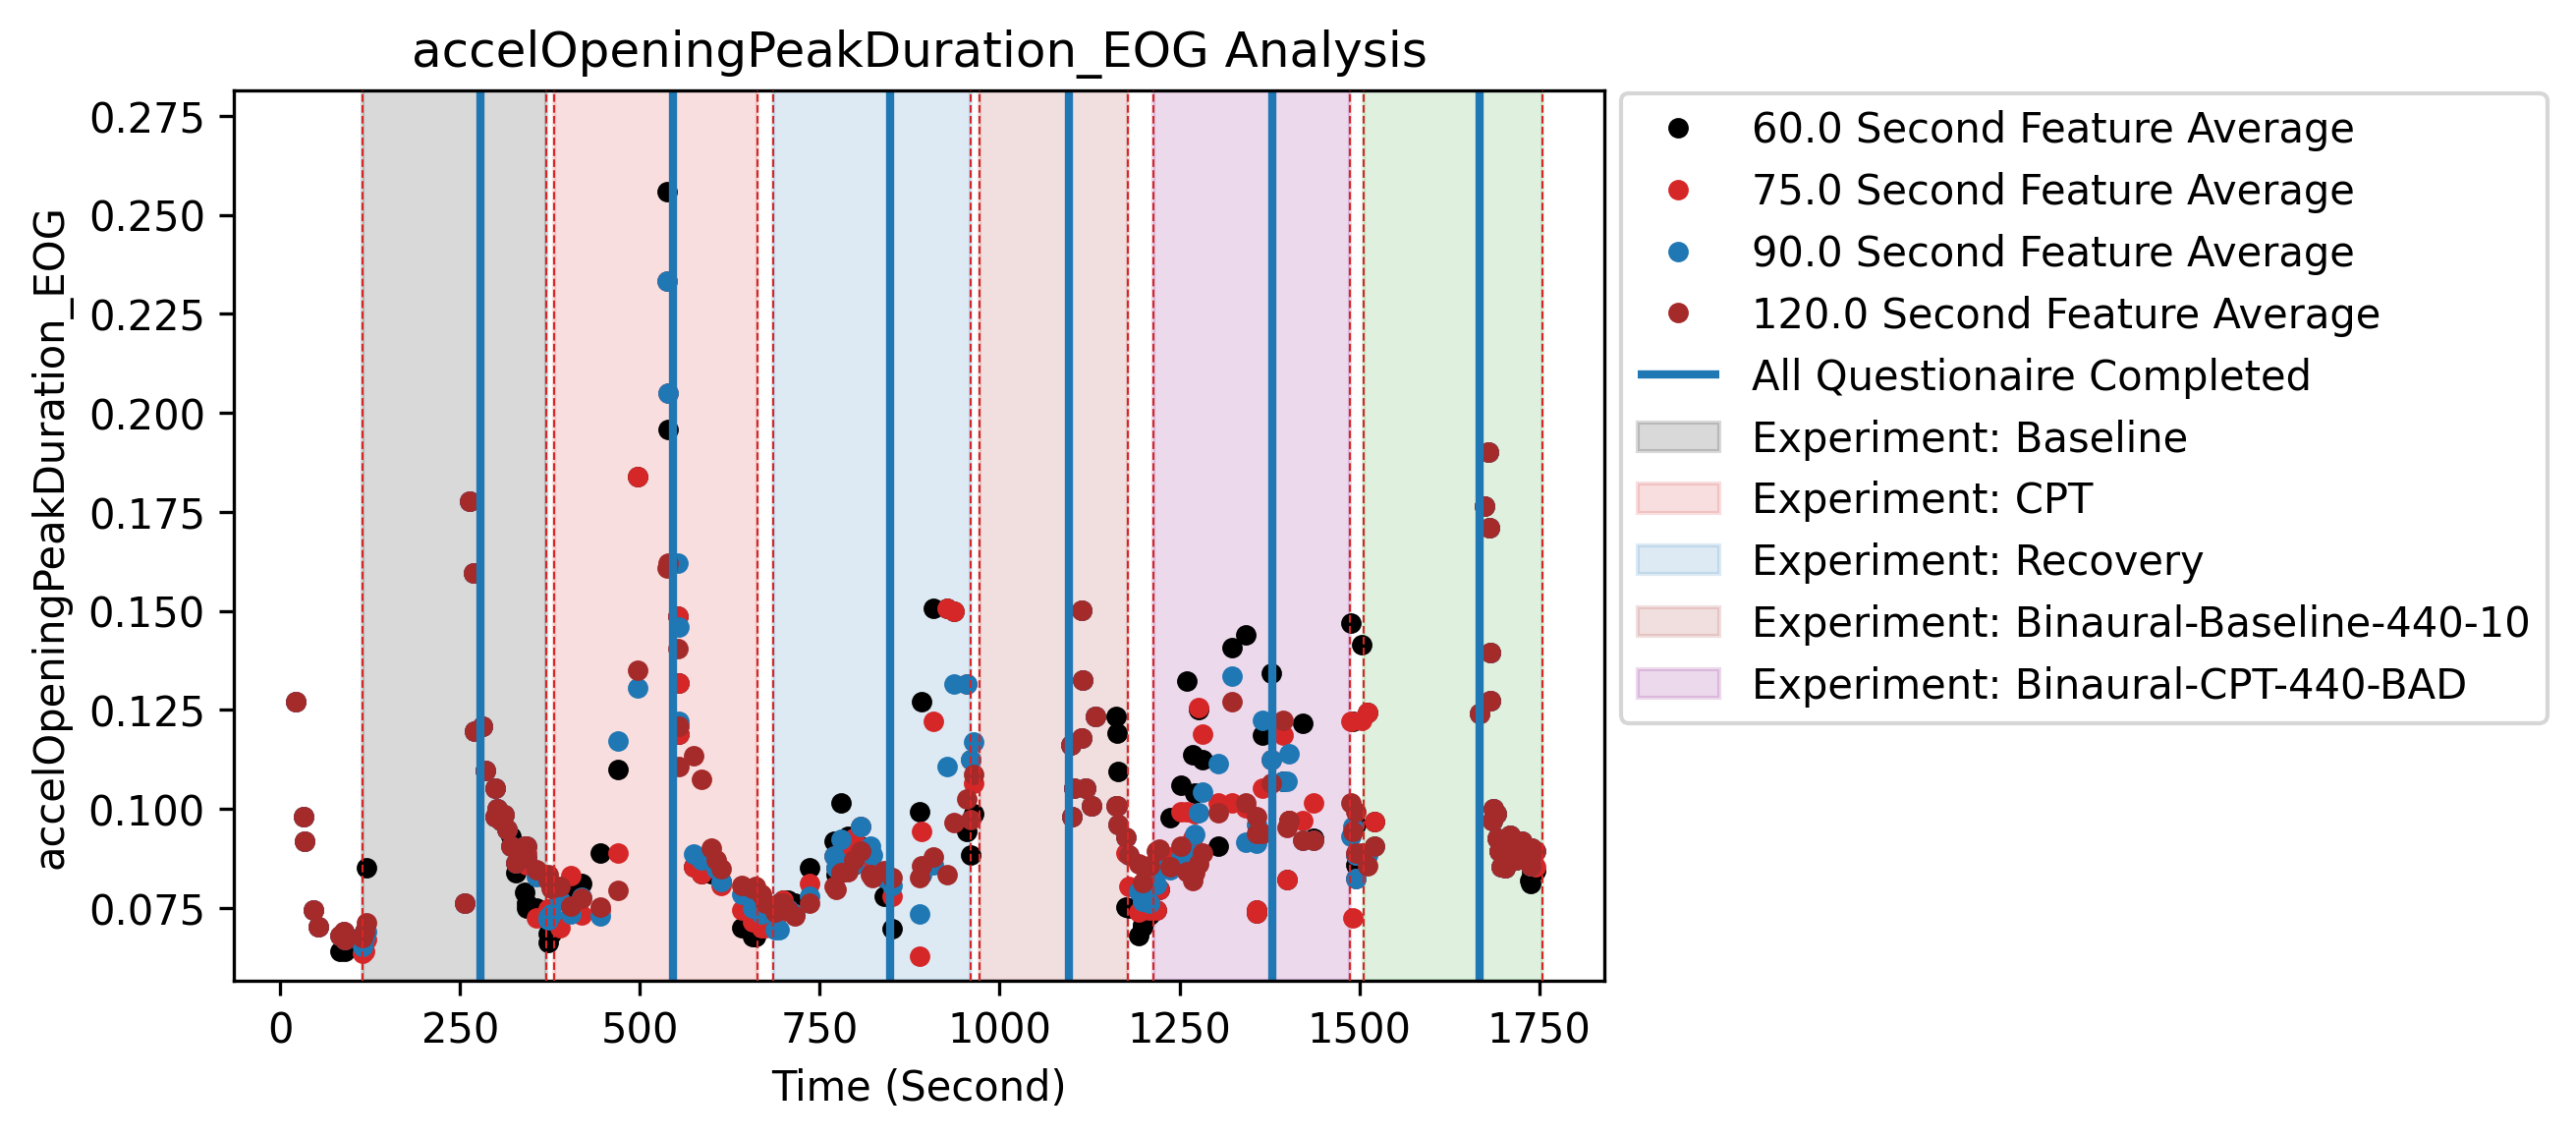 accelOpeningPeakDuration_EOG Analysis
accelOpeningPeakDuration_EOG
0.275
0.250
0.225
0.200
0.175
0.150
0.125
0.100
0.075
0
250
500
750
1000
1250
1500
1750
Time (Second)
60.0 Second Feature Average
75.0 Second Feature Average
90.0 Second Feature Average
120.0 Second Feature Average
All Questionaire Completed
Experiment: Baseline
Experiment: CPT
Experiment: Recovery
Experiment: Binaural-Baseline-440-10
Experiment: Binaural-CPT-440-BAD